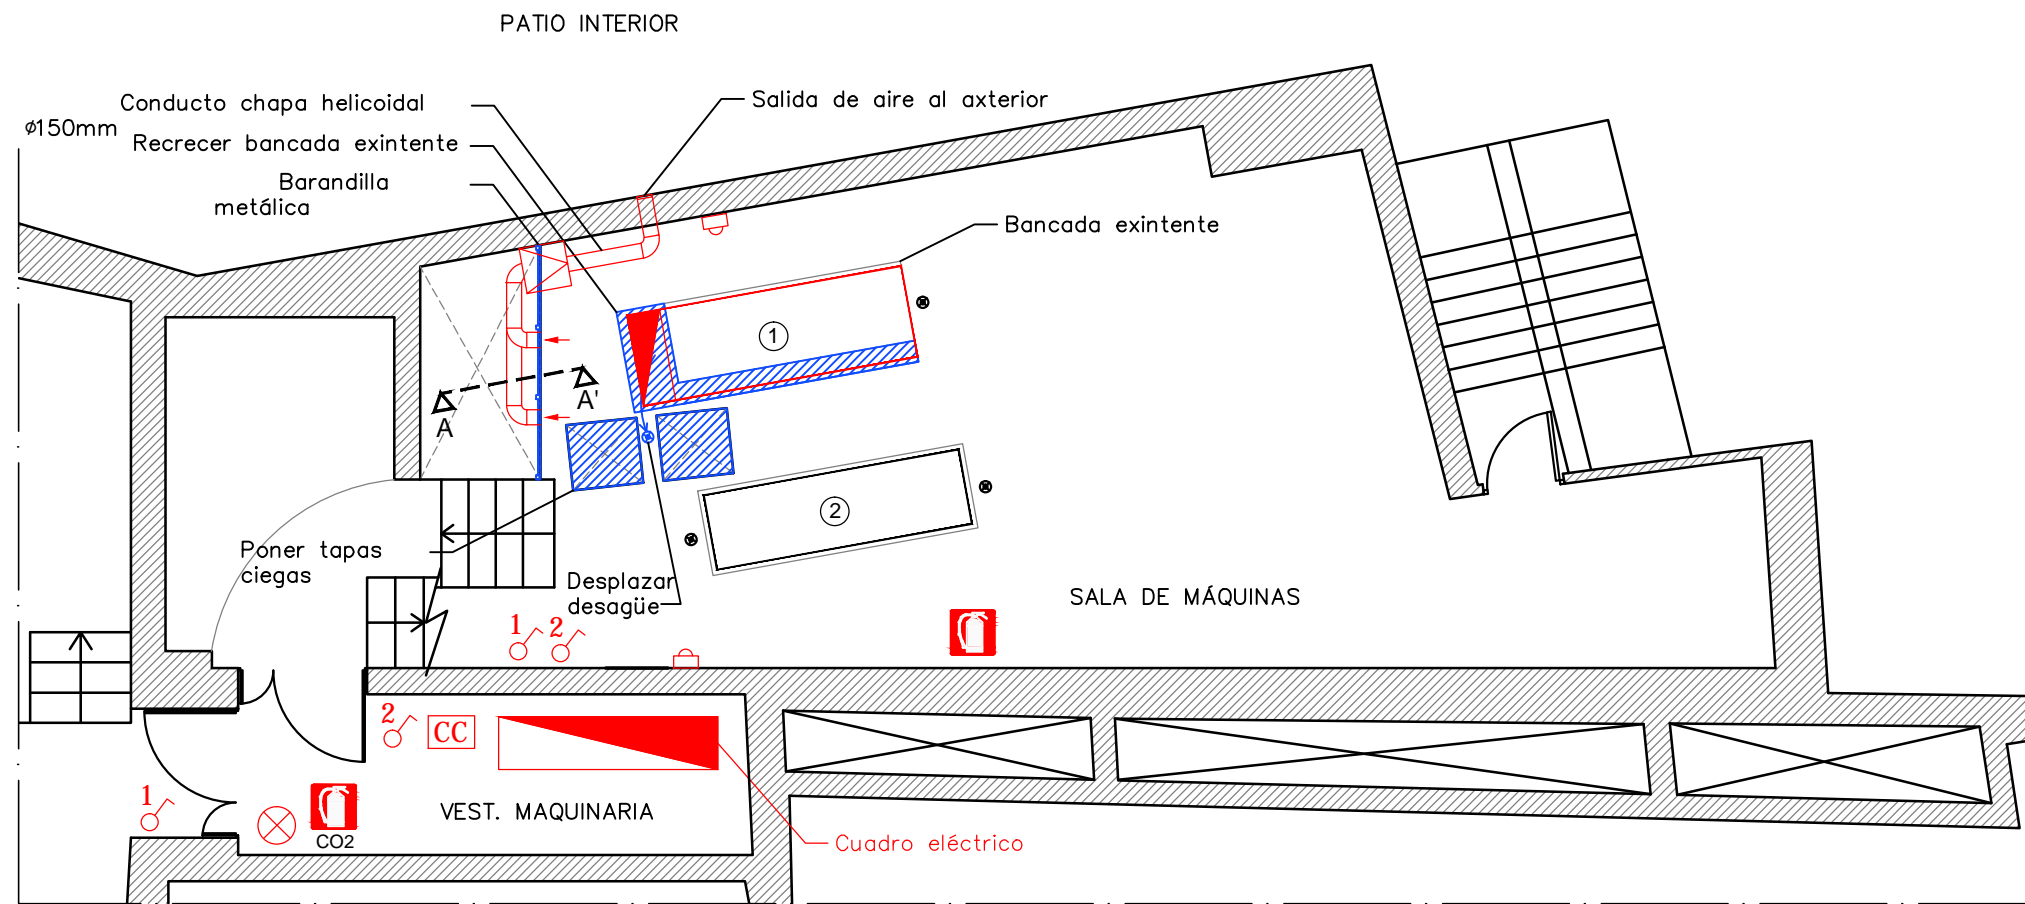 PATIO INTERIOR
Conducto chapa helicoidal
ø150mm
Salida de aire al axterior
Recrecer bancada exintente
Barandilla
metálica
Bancada exintente
1
A'
A
2
Poner tapas
ciegas
Desplazar
desagüe
SALA DE MÁQUINAS
1 2
2
CC
1
VEST. MAQUINARIA
CO2
Cuadro eléctrico